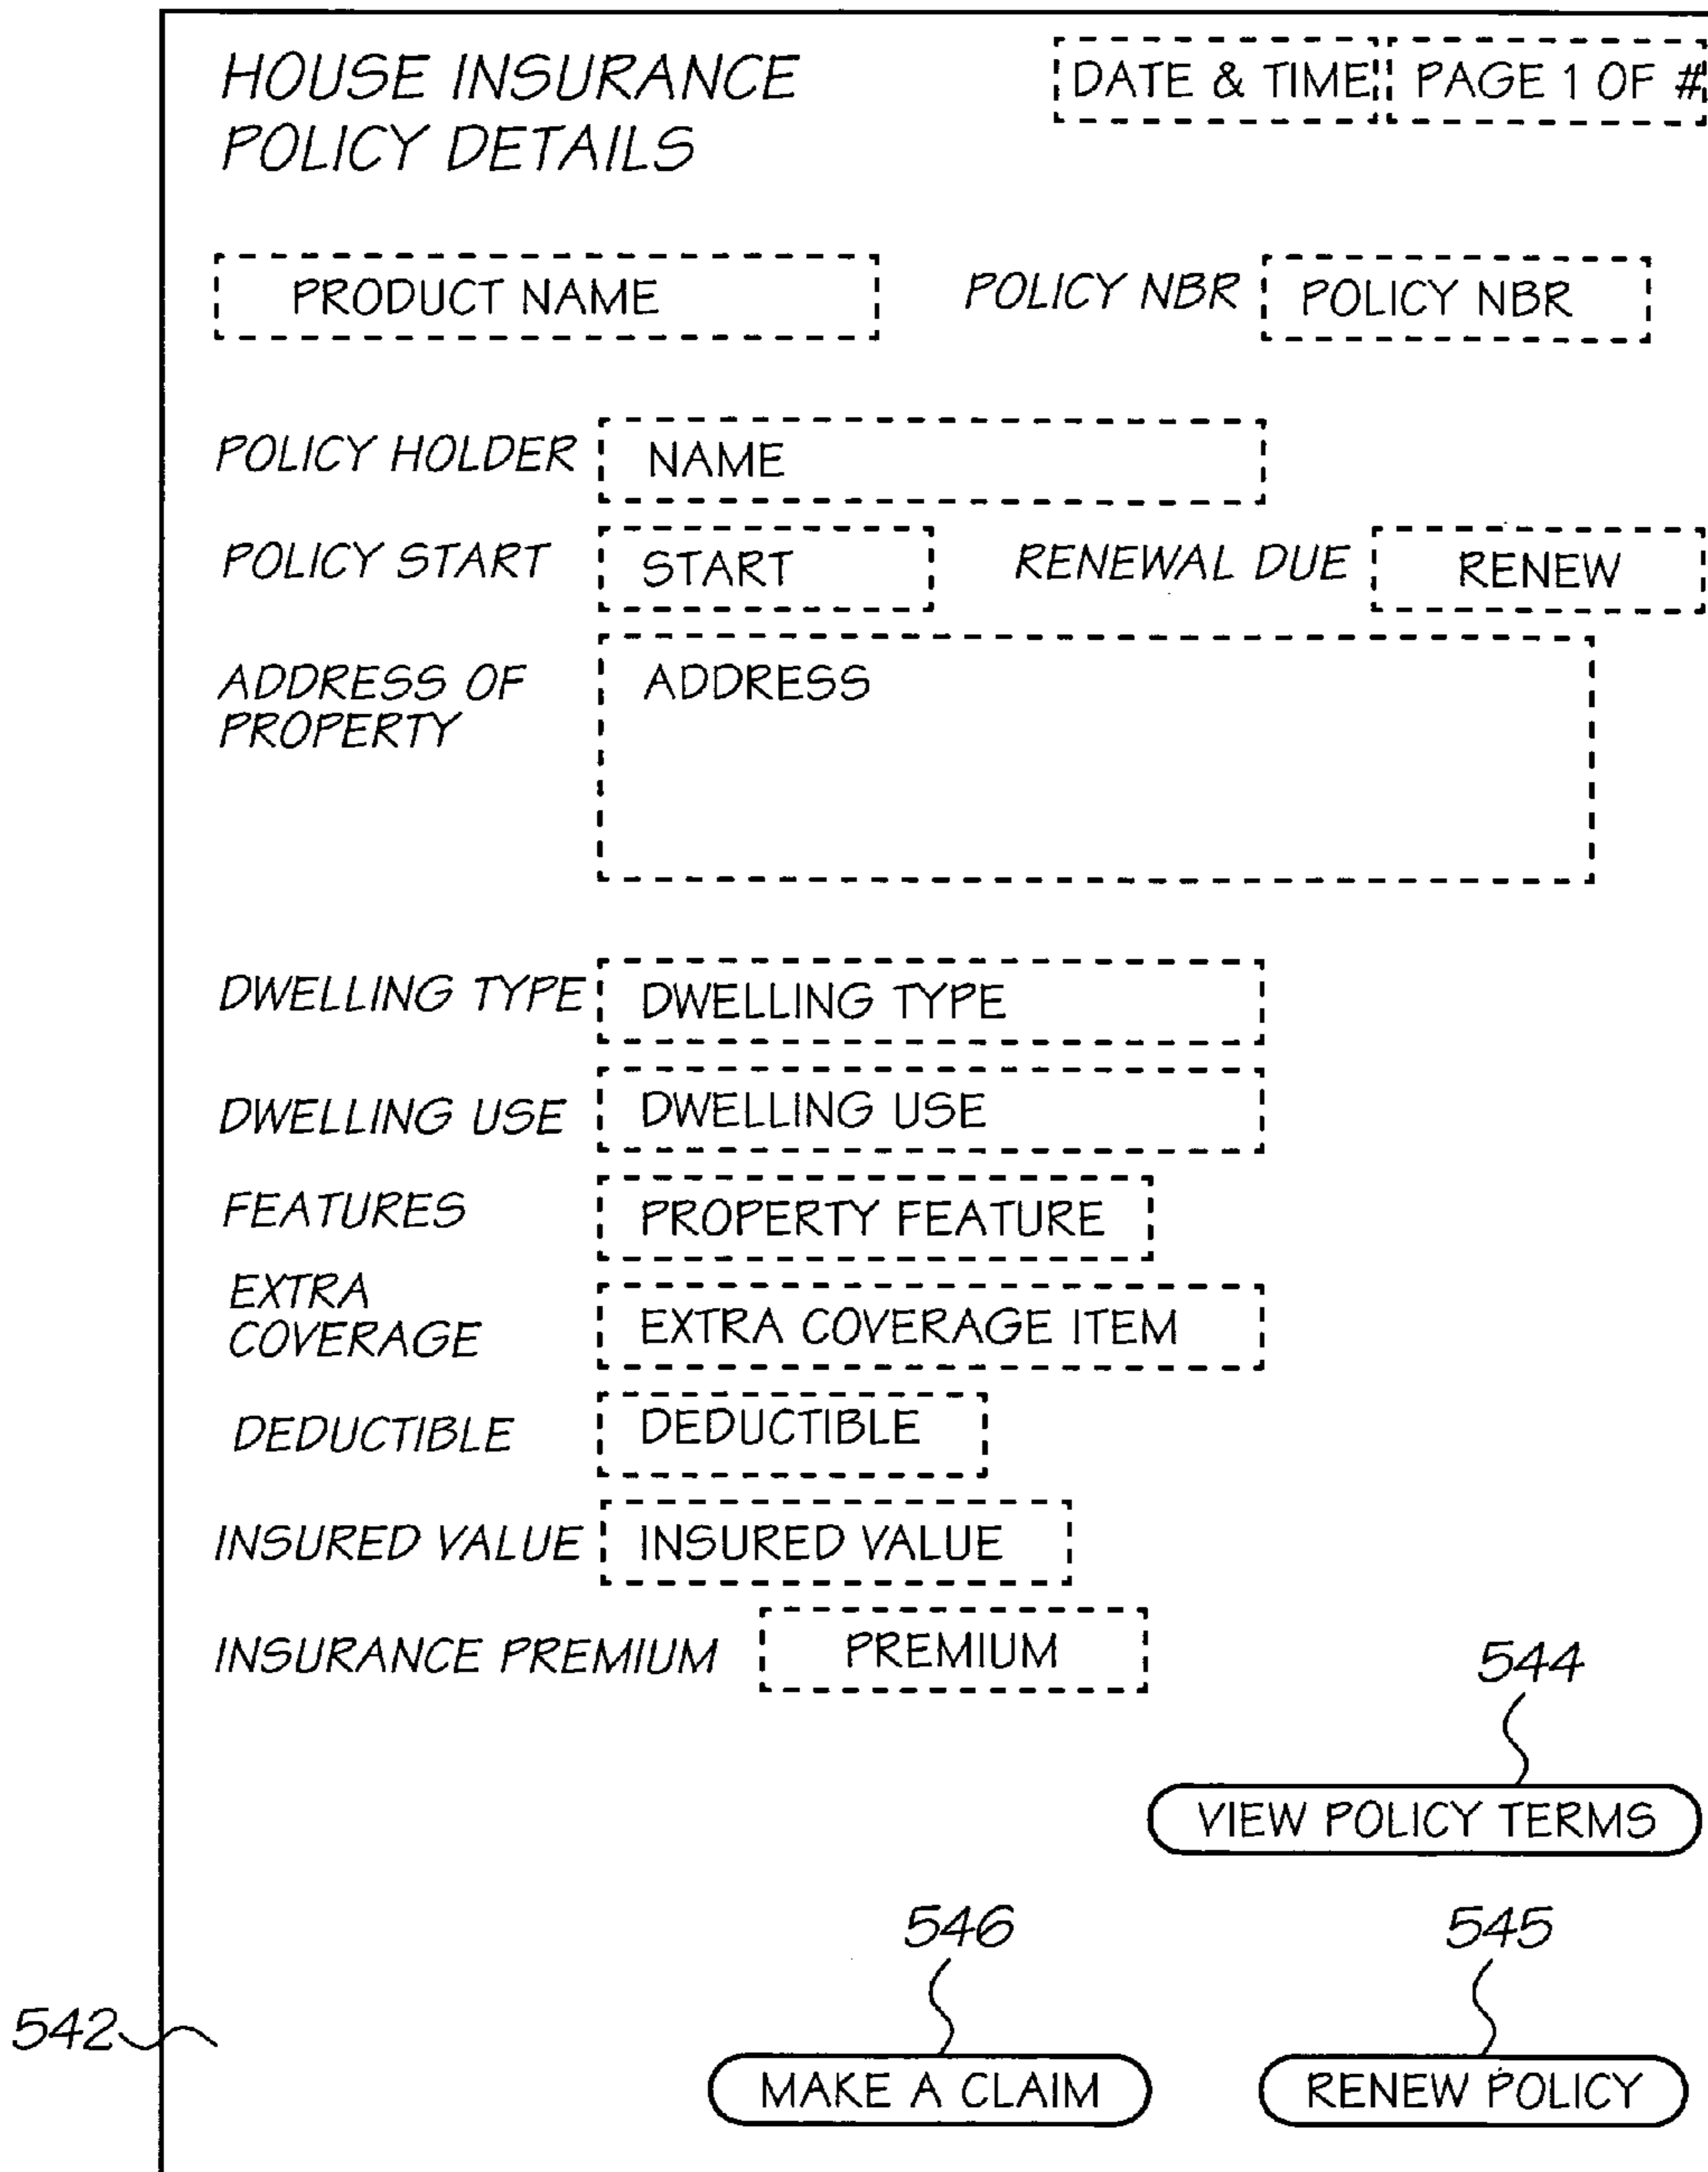 HOUSE INSURANCE
POLICY DETAILS
DATE & TIME PAGE 1 OF #
PRODUCT NAME POLICY NBR POLICY NBR
POLICY HOLDER NAME
POLICY START START RENEWAL DUE RENEW
ADDRESS OF
PROPERTY
ADDRESS
DWELLING TYPE DWELLING TYPE
DWELLING USE DWELLING USE
FEATURES PROPERTY FEATURE
EXTRA
COVERAGE
EXTRA COVERAGE ITEM
DEDUCTIBLE DEDUCTIBLE
INSURED VALUE INSURED VALUE
INSURANCE PREMIUM PREMIUM
544
VIEW POLICY TERMS
546 545
542
MAKE A CLAIM RENEW POLICY